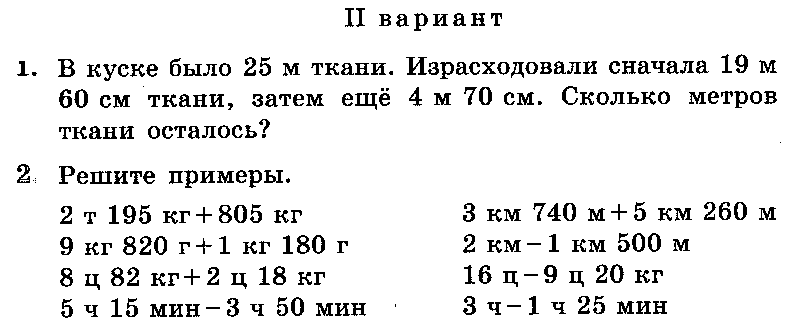 II вариант
1. В куске было 25 м ткани. Израсходовали сначала 19 м
60 см ткани, затем ещё 4 м 70 см. Сколько метров
ткани осталось?
2. Решите примеры.
2 т 195 кг+805 кг
9 кг 820 г+1 кг 180 г
8 ц 82 кг+2 ц 18 кг
5 ч 15 мин-3 ч 50 мин
3 км 740 м+5 км 260 м
2 км-1 км 500 м
16 ц-9 ц 20 кг
3 ч-1 ч 25 мин